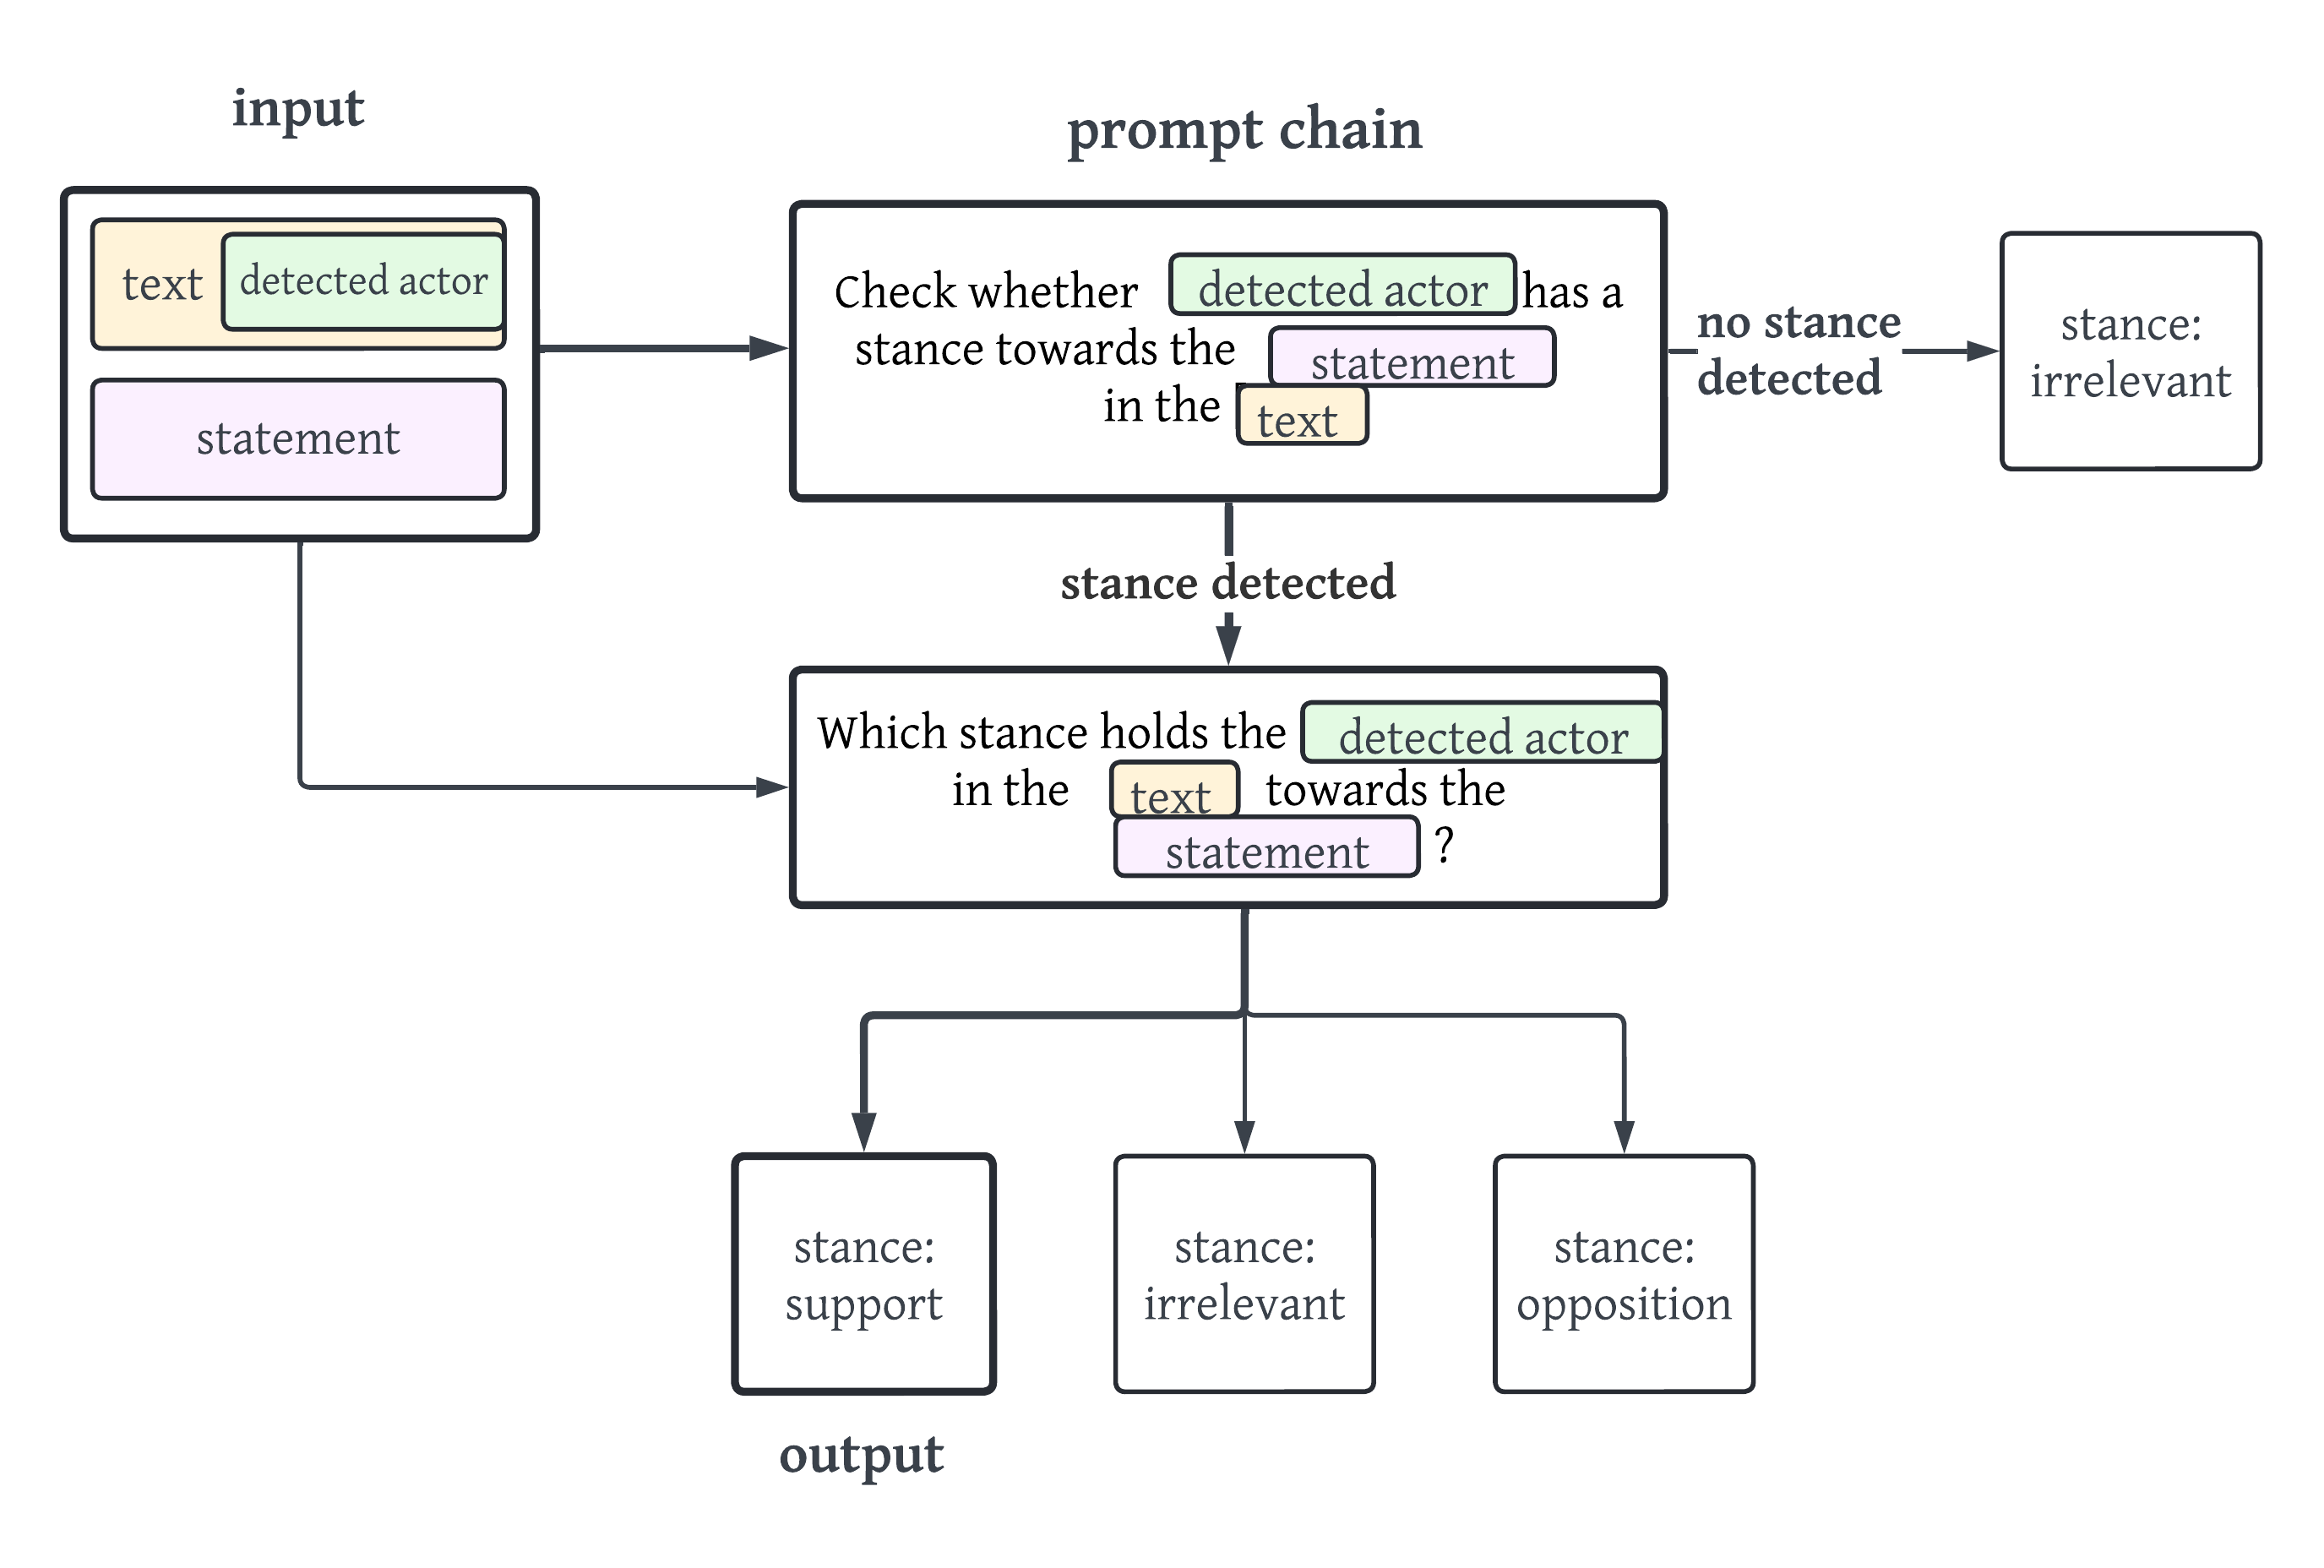 input
text detected actor
statement
prompt chain
Check whether detected actor has a
stance towards the statement
in the text
no stance
detected
stance:
irrelevant
stance detected
Which stance holds the detected actor
in the text towards the
statement ?
stance:
support
stance:
irrelevant
stance:
opposition
output